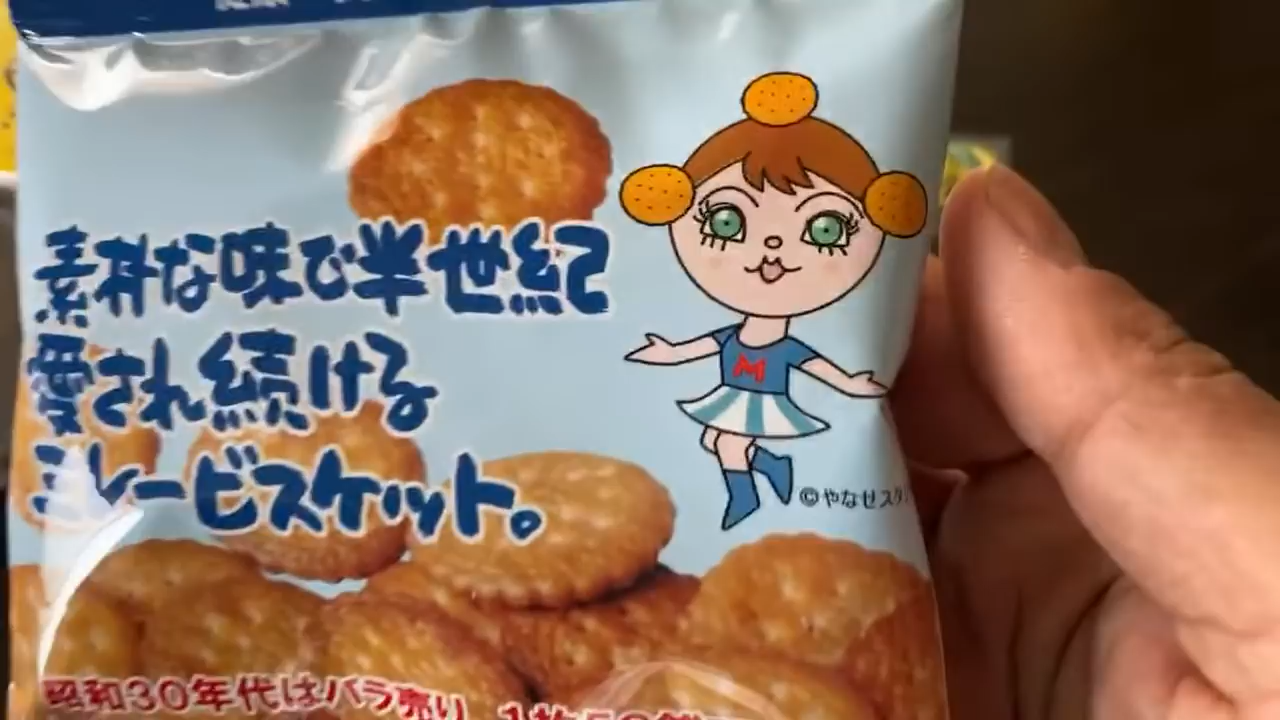 素朴な味で半世紀
愛され続ける
ミレービスケット。
M
©やなせスタ
昭和30年代はバラ売り